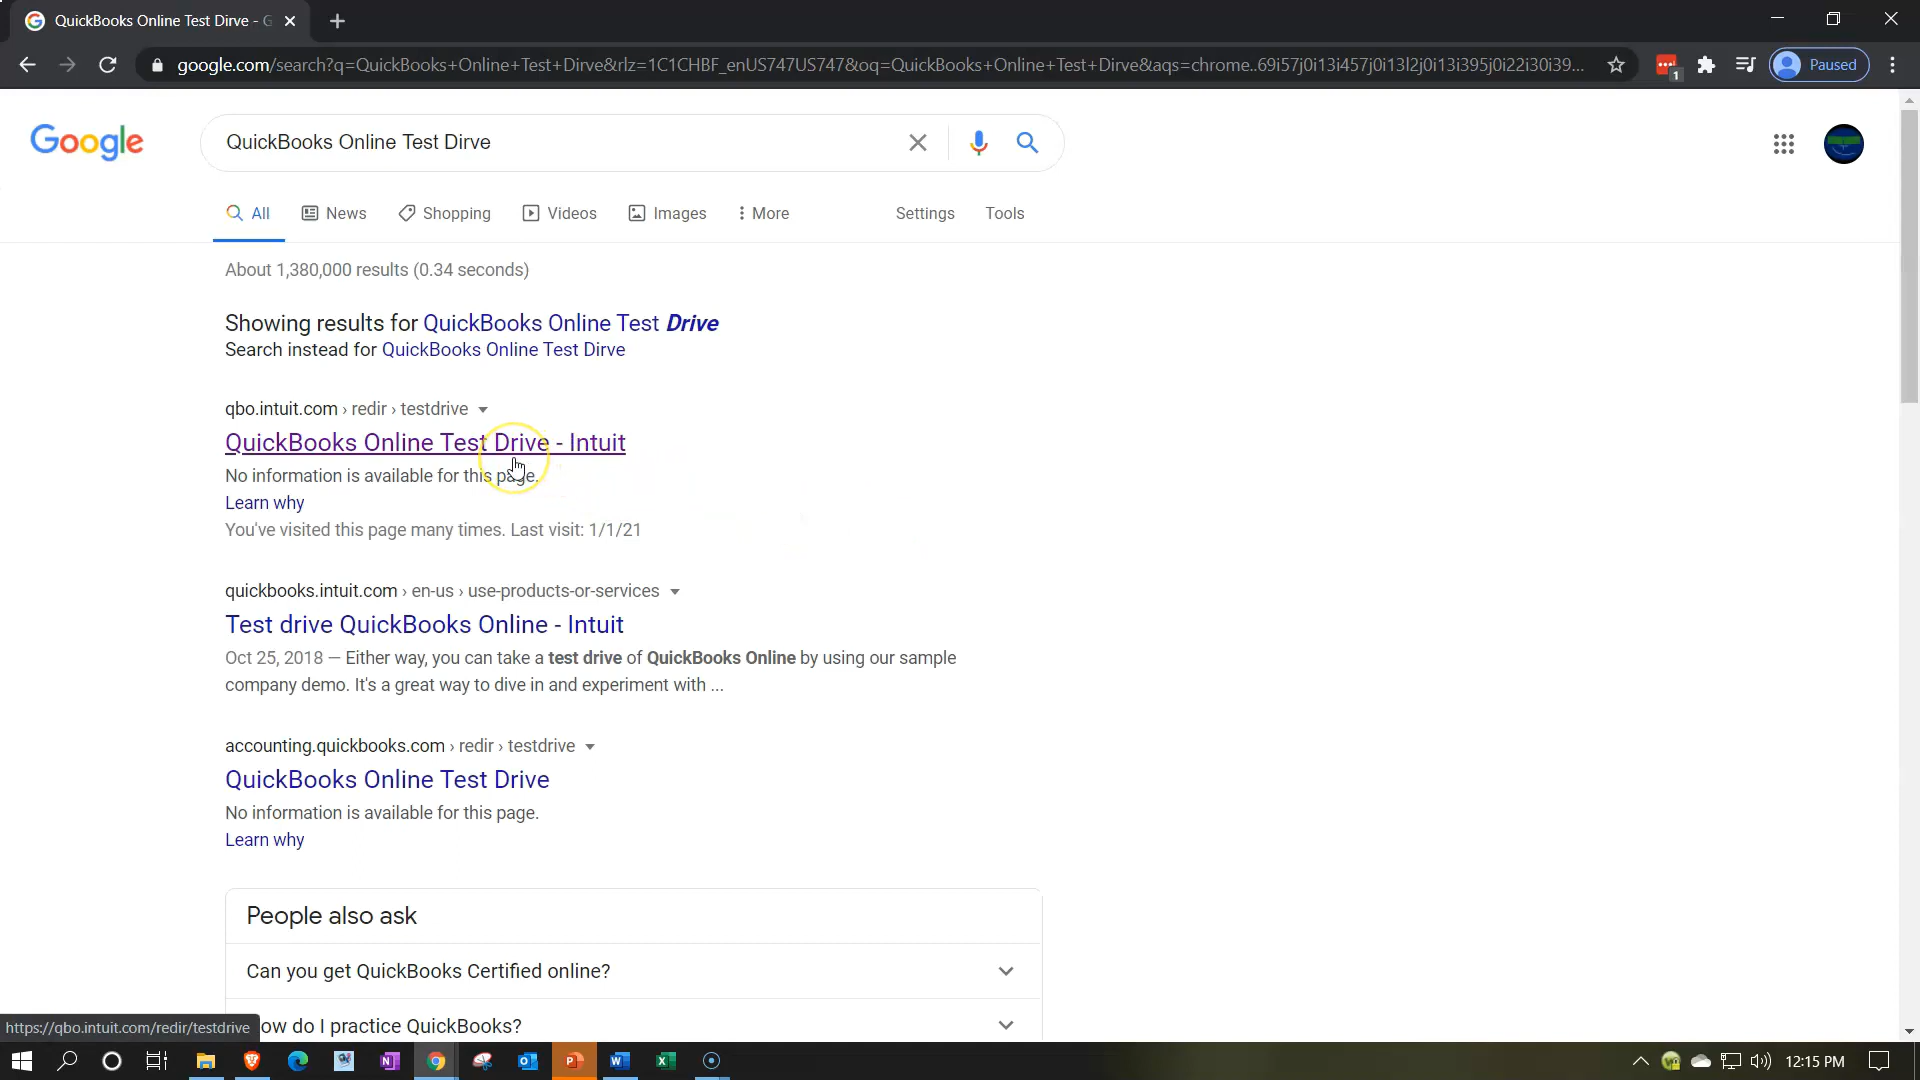 QuickBooks Online Test Dirve - G
google.com/search?q=QuickBooks+Online+Test+Dirve&rlz=1C1CHBF_enUS747US747&oq=QuickBooks+Online+Test+Dirve&aqs=chrome..69i57j0i13i457j0i13l2j0i13i395j0i22i30i39...
1
Paused
Google
QuickBooks Online Test Dirve
All
News
Shopping
Videos
Images
More
Settings
Tools
About 1,380,000 results (0.34 seconds)
Showing results for QuickBooks Online Test Drive
Search instead for QuickBooks Online Test Dirve
qbo.intuit.com › redir › testdrive
QuickBooks Online Test Drive - Intuit
No information is available for this page.
Learn why
You've visited this page many times. Last visit: 1/1/21
quickbooks.intuit.com › en-us › use-products-or-services
Test drive QuickBooks Online - Intuit
Oct 25, 2018 — Either way, you can take a test drive of QuickBooks Online by using our sample
company demo. It's a great way to dive in and experiment with ...
accounting.quickbooks.com › redir › testdrive
QuickBooks Online Test Drive
No information is available for this page.
Learn why
People also ask
Can you get QuickBooks Certified online?
ow do I practice QuickBooks?
https://qbo.intuit.com/redir/testdrive
12:15 PM